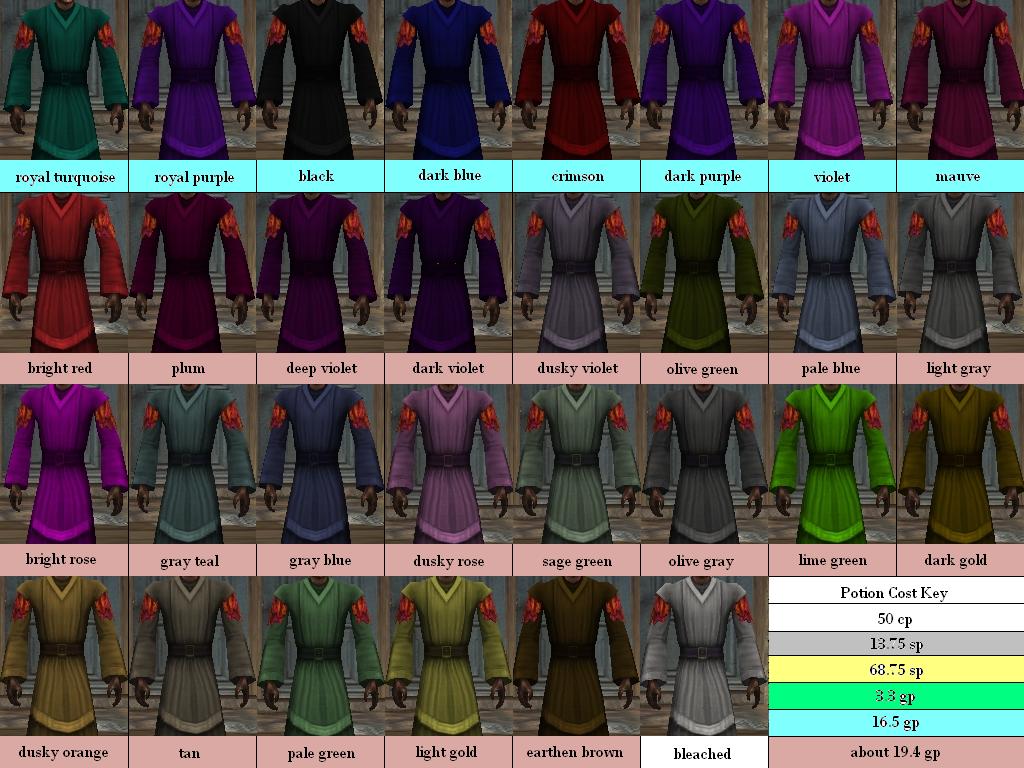 royal turquoise
royal purple
black
dark blue
crimson
dark purple
violet
mauve
bright red
plum
deep violet
dark violet
dusky violet
olive green
pale blue
light gray
bright rose
gray teal
gray blue
dusky rose
sage green
olive gray
lime green
dark gold
dusky orange
tan
pale green
light gold
earthen brown
bleached
Potion Cost Key
50 cp
13.75 sp
68.75 sp
3.3 gp
16.5 gp
about 19.4 gp